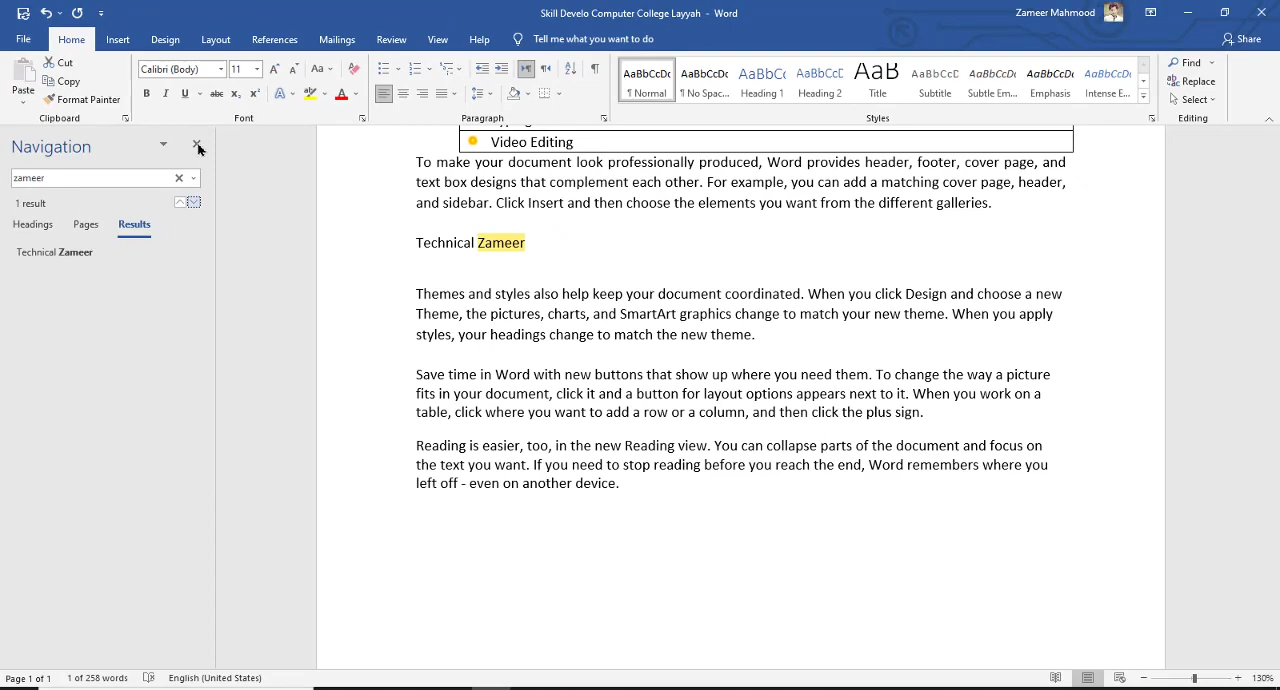 Skill Develo Computer College Layyah - Word
Zameer Mahmood
File Home Insert Design Layout References Mailings Review View Help Tell me what you want to do Share
Paste
Cut
Copy
Format Painter
Clipboard
Calibri (Body) 11
Font
Paragraph
AaBbCcDc AaBbCcDc AaBbC AaBbCcC AaB AaBbCcD AaBbCcD AaBbCcDc AaBbCcD
¶ Normal ¶ No Spac... Heading 1 Heading 2 Title Subtitle Subtle Em... Emphasis Intense E...
Styles
Find
Replace
Select
Editing
Navigation
zameer
1 result
Headings Pages Results
Technical Zameer
Video Editing
To make your document look professionally produced, Word provides header, footer, cover page, and
text box designs that complement each other. For example, you can add a matching cover page, header,
and sidebar. Click Insert and then choose the elements you want from the different galleries.
Technical Zameer
Themes and styles also help keep your document coordinated. When you click Design and choose a new
Theme, the pictures, charts, and SmartArt graphics change to match your new theme. When you apply
styles, your headings change to match the new theme.
Save time in Word with new buttons that show up where you need them. To change the way a picture
fits in your document, click it and a button for layout options appears next to it. When you work on a
table, click where you want to add a row or a column, and then click the plus sign.
Reading is easier, too, in the new Reading view. You can collapse parts of the document and focus on
the text you want. If you need to stop reading before you reach the end, Word remembers where you
left off - even on another device.
Page 1 of 1 1 of 258 words English (United States) 130%